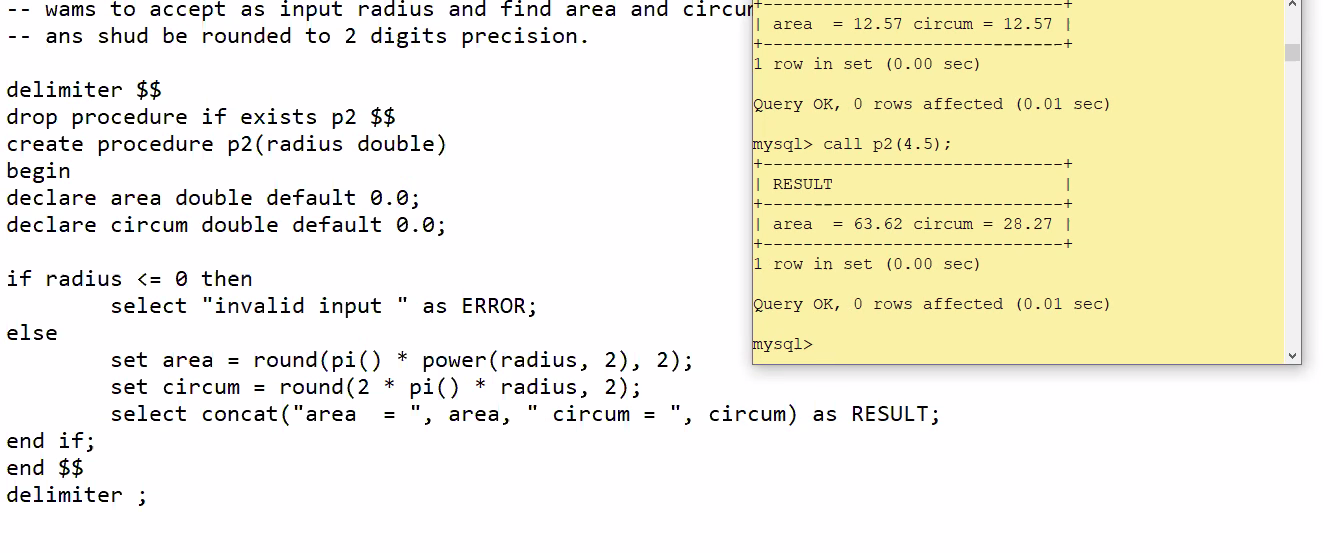 -- wams to accept as input radius and find area and
-- ans shud be rounded to 2 digits precision.
delimiter $$
drop procedure if exists p2 $$
create procedure p2(radius double)
begin
declare area double default 0.0;
declare circum double default 0.0;
if radius <= 0 then
select "invalid input " as ERROR;
else
set area = round(pi() * power(radius, 2), 2);
set circum = round(2 * pi() * radius, 2);
select concat("area  = ", area, " circum = ", circum) as RESULT;
end if;
end $$
delimiter ;
+------------------------------+
| area  = 12.57 circum = 12.57 |
+------------------------------+
1 row in set (0.00 sec)
Query OK, 0 rows affected (0.01 sec)
mysql> call p2(4.5);
+------------------------------+
| RESULT                       |
+------------------------------+
| area  = 63.62 circum = 28.27 |
+------------------------------+
1 row in set (0.00 sec)
Query OK, 0 rows affected (0.01 sec)
mysql>